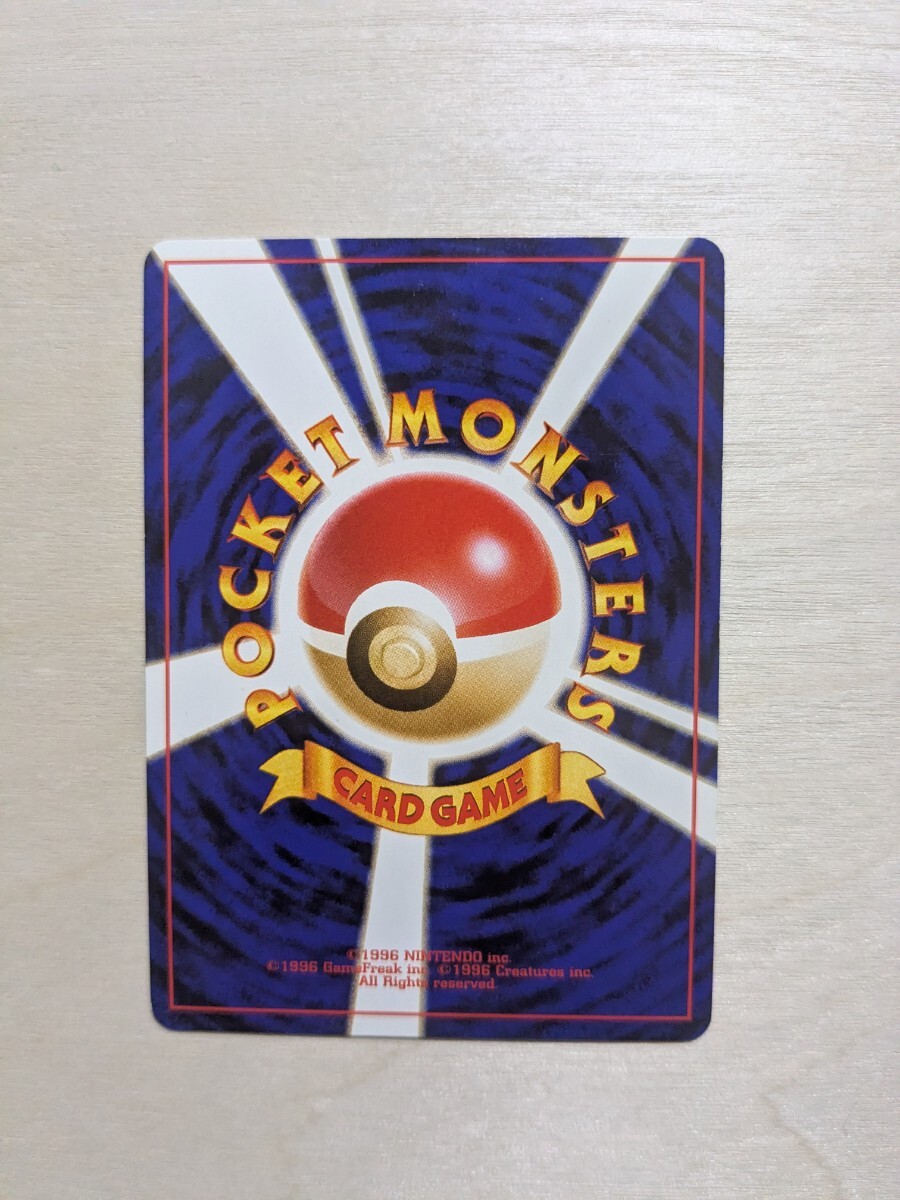 POCKET MONSTERS
CARD GAME
©1996 NINTENDO inc.
©1996 GameFreak inc. ©1996 Creatures inc.
All Rights reserved.